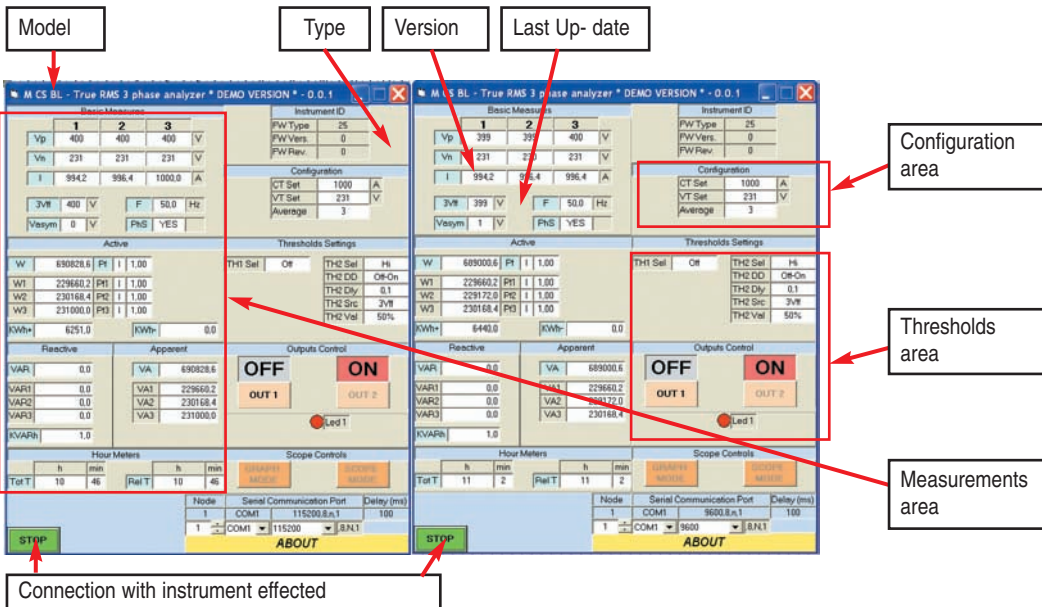 Model
Type
Version
Last Up- date
M CS BL - True RMS 3 phase analyzer * DEMO VERSION * - 0.0.1
Basic Measures
1 2 3
Vp 400 400 400 V
Vn 231 231 231 V
I 994,2 996,4 1000,0 A
3Vff 400 V F 50,0 Hz
Vasym 0 V PhS YES
Instrument ID
FW Type 25
FW Vers. 0
FW Rev. 0
Configuration
CT Set 1000 A
VT Set 231 V
Average 3
Active
W 690828,6 Pf I 1,00
W1 229660,2 Pf1 I 1,00
W2 230168,4 Pf2 I 1,00
W3 231000,0 Pf3 I 1,00
KWh+ 6251,0 KWh- 0,0
Thresholds Settings
TH1 Sel Off TH2 Sel Hi
TH2 DD Off-On
TH2 Dly 0,1
TH2 Src 3Vff
TH2 Val 50%
Reactive
VAR 0,0
VAR1 0,0
VAR2 0,0
VAR3 0,0
KVARh 1,0
Apparent
VA 690828,6
VA1 229660,2
VA2 230168,4
VA3 231000,0
Outputs Control
OFF ON
OUT 1 OUT 2
Led 1
Hour Meters
h min h min
Tot T 10 46 Rel T 10 46
Scope Controls
GRAPH MODE SCOPE MODE
Node Serial Communication Port Delay (ms)
1 COM1 115200.8.n.1 100
1 COM1 115200 ,8,N,1
STOP
ABOUT
M CS BL - True RMS 3 phase analyzer * DEMO VERSION * - 0.0.1
Basic Measures
1 2 3
Vp 399 399 400 V
Vn 231 230 231 V
I 994,2 996,4 996,4 A
3Vff 399 V F 50,0 Hz
Vasym 1 V PhS YES
Instrument ID
FW Type 25
FW Vers. 0
FW Rev. 0
Configuration
CT Set 1000 A
VT Set 231 V
Average 3
Active
W 689000,6 Pf I 1,00
W1 229660,2 Pf1 I 1,00
W2 229172,0 Pf2 I 1,00
W3 230168,4 Pf3 I 1,00
KWh+ 6440,0 KWh- 0,0
Thresholds Settings
TH1 Sel Off TH2 Sel Hi
TH2 DD Off-On
TH2 Dly 0,1
TH2 Src 3Vff
TH2 Val 50%
Reactive
VAR 0,0
VAR1 0,0
VAR2 0,0
VAR3 0,0
KVARh 1,0
Apparent
VA 689000,6
VA1 229660,2
VA2 229172,0
VA3 230168,4
Outputs Control
OFF ON
OUT 1 OUT 2
Led 1
Hour Meters
h min h min
Tot T 11 2 Rel T 11 2
Scope Controls
GRAPH MODE SCOPE MODE
Node Serial Communication Port Delay (ms)
1 COM1 9600.8.n.1 100
1 COM1 9600 ,8,N,1
STOP
ABOUT
Configuration
area
Thresholds
area
Measurements
area
Connection with instrument effected